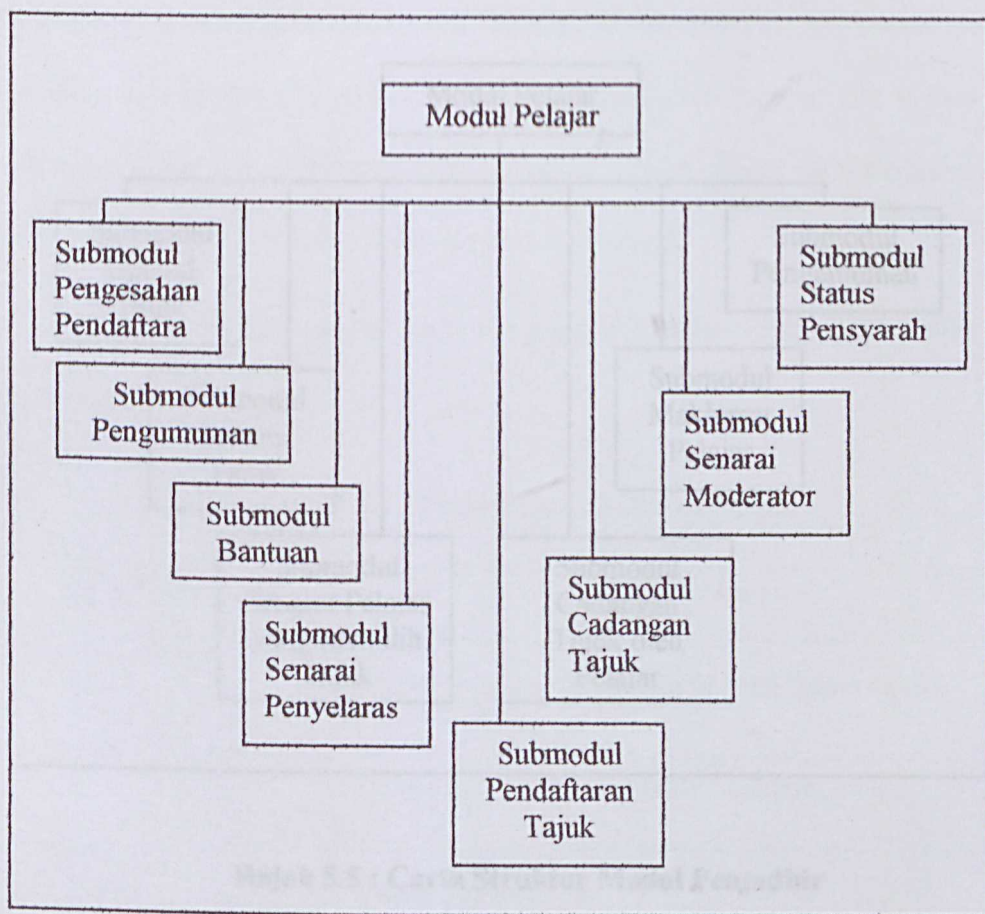 Modul Pelajar
Submodul
Pengesahan
Pendaftara
Submodul
Pengumuman
Submodul
Bantuan
Submodul
Senarai
Penyelaras
Submodul
Pendaftaran
Tajuk
Submodul
Cadangan
Tajuk
Submodul
Senarai
Moderator
Submodul
Status
Pensyarah